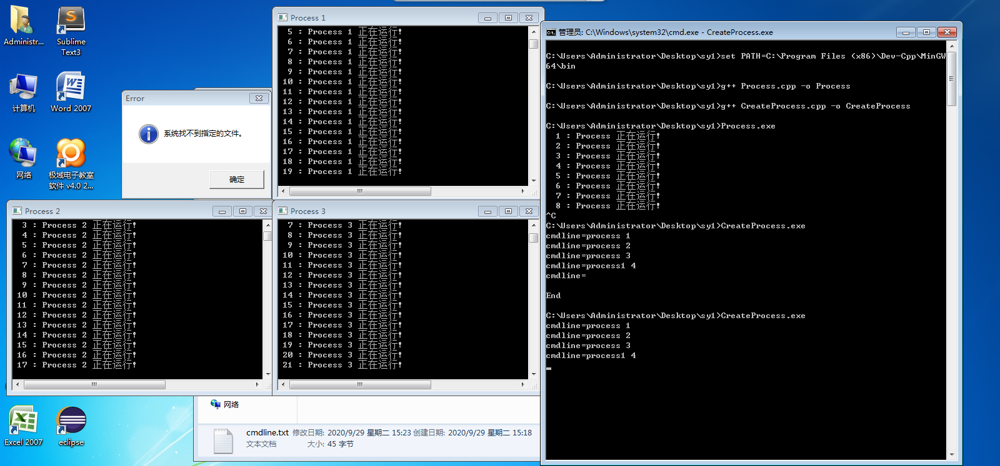 Administr...
Sublime
Text3
计算机
Word 2007
网络
极域电子教室
软件 v4.0 2...
Excel 2007
eclipse
Error
系统找不到指定的文件。
确定
Process 1
5 : Process 1 正在运行!
6 : Process 1 正在运行!
7 : Process 1 正在运行!
8 : Process 1 正在运行!
9 : Process 1 正在运行!
10 : Process 1 正在运行!
11 : Process 1 正在运行!
12 : Process 1 正在运行!
13 : Process 1 正在运行!
14 : Process 1 正在运行!
15 : Process 1 正在运行!
16 : Process 1 正在运行!
17 : Process 1 正在运行!
18 : Process 1 正在运行!
19 : Process 1 正在运行!
Process 2
3 : Process 2 正在运行!
4 : Process 2 正在运行!
5 : Process 2 正在运行!
6 : Process 2 正在运行!
7 : Process 2 正在运行!
8 : Process 2 正在运行!
9 : Process 2 正在运行!
10 : Process 2 正在运行!
11 : Process 2 正在运行!
12 : Process 2 正在运行!
13 : Process 2 正在运行!
14 : Process 2 正在运行!
15 : Process 2 正在运行!
16 : Process 2 正在运行!
17 : Process 2 正在运行!
Process 3
7 : Process 3 正在运行!
8 : Process 3 正在运行!
9 : Process 3 正在运行!
10 : Process 3 正在运行!
11 : Process 3 正在运行!
12 : Process 3 正在运行!
13 : Process 3 正在运行!
14 : Process 3 正在运行!
15 : Process 3 正在运行!
16 : Process 3 正在运行!
17 : Process 3 正在运行!
18 : Process 3 正在运行!
19 : Process 3 正在运行!
20 : Process 3 正在运行!
21 : Process 3 正在运行!
网络
cmdline.txt 修改日期: 2020/9/29 星期二 15:23 创建日期: 2020/9/29 星期二 15:18
文本文档 大小: 45 字节
管理员: C:\Windows\system32\cmd.exe - CreateProcess.exe
C:\Users\Administrator\Desktop\sy1>set PATH=C:\Program Files (x86)\Dev-Cpp\MinGW
64\bin
C:\Users\Administrator\Desktop\sy1>g++ Process.cpp -o Process
C:\Users\Administrator\Desktop\sy1>g++ CreateProcess.cpp -o CreateProcess
C:\Users\Administrator\Desktop\sy1>Process.exe
1 : Process 正在运行!
2 : Process 正在运行!
3 : Process 正在运行!
4 : Process 正在运行!
5 : Process 正在运行!
6 : Process 正在运行!
7 : Process 正在运行!
8 : Process 正在运行!
^C
C:\Users\Administrator\Desktop\sy1>CreateProcess.exe
cmdline=process 1
cmdline=process 2
cmdline=process 3
cmdline=process1 4
cmdline=
End
C:\Users\Administrator\Desktop\sy1>CreateProcess.exe
cmdline=process 1
cmdline=process 2
cmdline=process 3
cmdline=process1 4